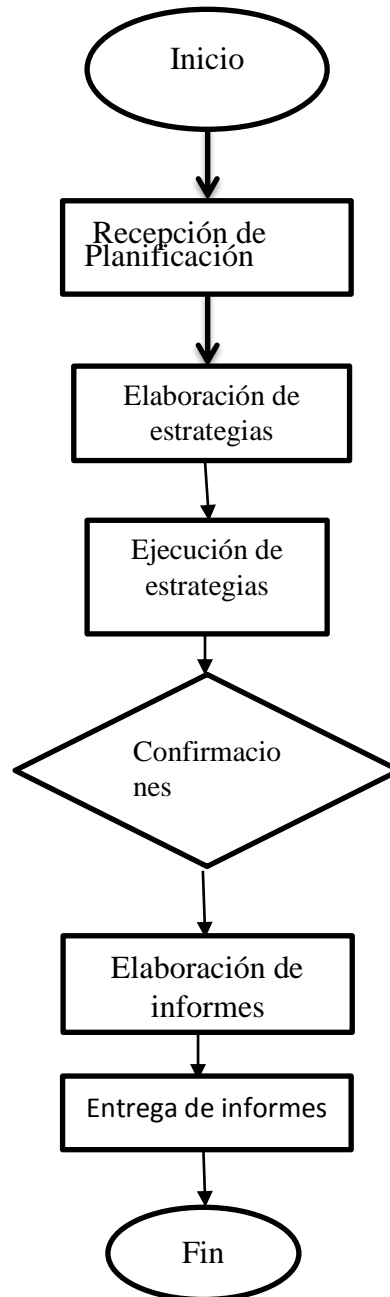 Inicio
Recepción de
Planificación
Elaboración de
estrategias
Ejecución de
estrategias
Confirmacio
nes
Elaboración de
informes
Entrega de informes
Fin